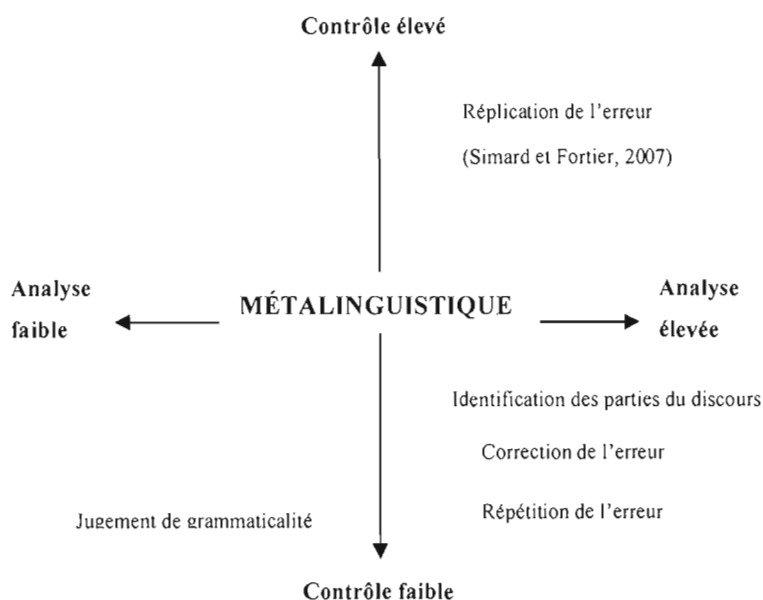 Contrôle élevé
Réplication de l'erreur
(Simard et Fortier, 2007)
Analyse
faible
MÉTALINGUISTIQUE
Analyse
élevée
Identification des parties du discours
Correction de l'erreur
Répétition de l'erreur
Jugement de grammaticalité
Contrôle faible